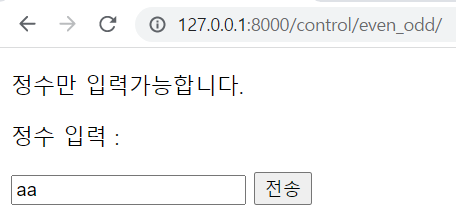 127.0.0.1:8000/control/even_odd/
정수만 입력가능합니다.
정수 입력 :
aa 전송